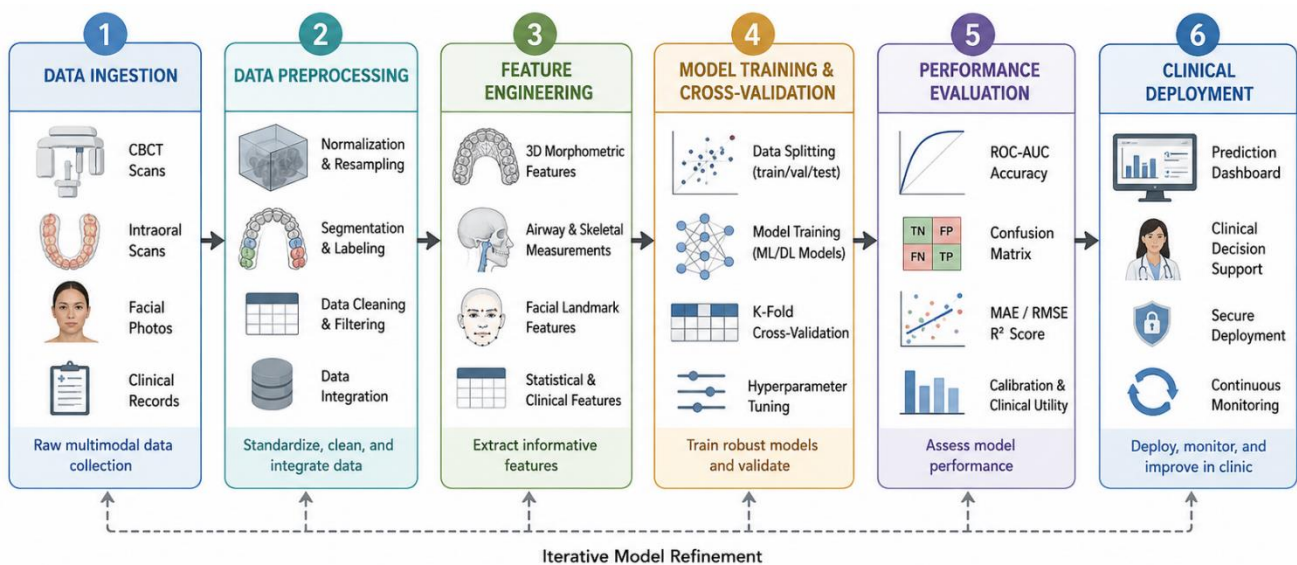 1
DATA INGESTION
CBCT
Scans
Intraoral
Scans
Facial
Photos
Clinical
Records
Raw multimodal data
collection
2
DATA PREPROCESSING
Normalization
& Resampling
Segmentation
& Labeling
Data Cleaning
& Filtering
Data
Integration
Standardize, clean, and
integrate data
3
FEATURE
ENGINEERING
3D Morphometric
Features
Airway & Skeletal
Measurements
Facial Landmark
Features
Statistical &
Clinical Features
Extract informative
features
4
MODEL TRAINING &
CROSS-VALIDATION
Data Splitting
(train/val/test)
Model Training
(ML/DL Models)
K-Fold
Cross-Validation
Hyperparameter
Tuning
Train robust models
and validate
5
PERFORMANCE
EVALUATION
ROC-AUC
Accuracy
TN FP
FN TP
Confusion
Matrix
MAE / RMSE
R² Score
Calibration &
Clinical Utility
Assess model
performance
6
CLINICAL
DEPLOYMENT
Prediction
Dashboard
Clinical
Decision
Support
Secure
Deployment
Continuous
Monitoring
Deploy, monitor, and
improve in clinic
Iterative Model Refinement